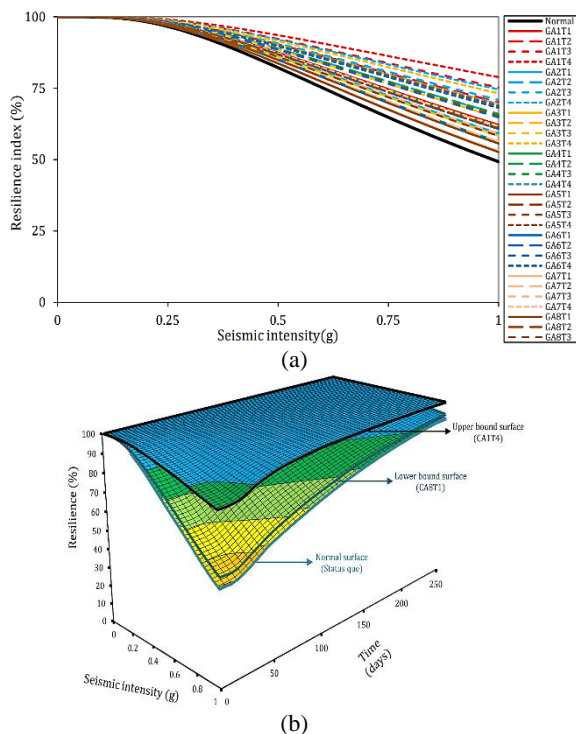 100
75
50
25
0
Resilience index (%)
0
0.25
0.5
0.75
1
Seismic intensity(g)
Normal
GA1T1
GA1T2
GA1T3
GA1T4
GA2T1
GA2T2
GA2T3
GA2T4
GA3T1
GA3T2
GA3T3
GA3T4
GA4T1
GA4T2
GA4T3
GA4T4
GA5T1
GA5T2
GA5T3
GA5T4
GA6T1
GA6T2
GA6T3
GA6T4
GA7T1
GA7T2
GA7T3
GA7T4
GA8T1
GA8T2
GA8T3
(a)
100
90
80
70
60
50
40
30
20
10
0
Resilience (%)
Upper bound surface
(CA1T4)
Lower bound surface
(CA8T1)
Normal surface
(Status que)
0
0.2
0.4
0.6
0.8
1
Seismic intensity (g)
0
50
100
150
200
250
Time
(days)
(b)